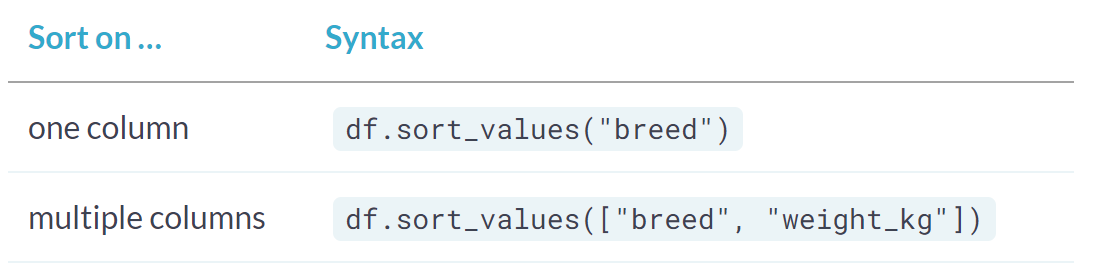 Sort on … Syntax
one column df.sort_values("breed")
multiple columns df.sort_values(["breed", "weight_kg"])